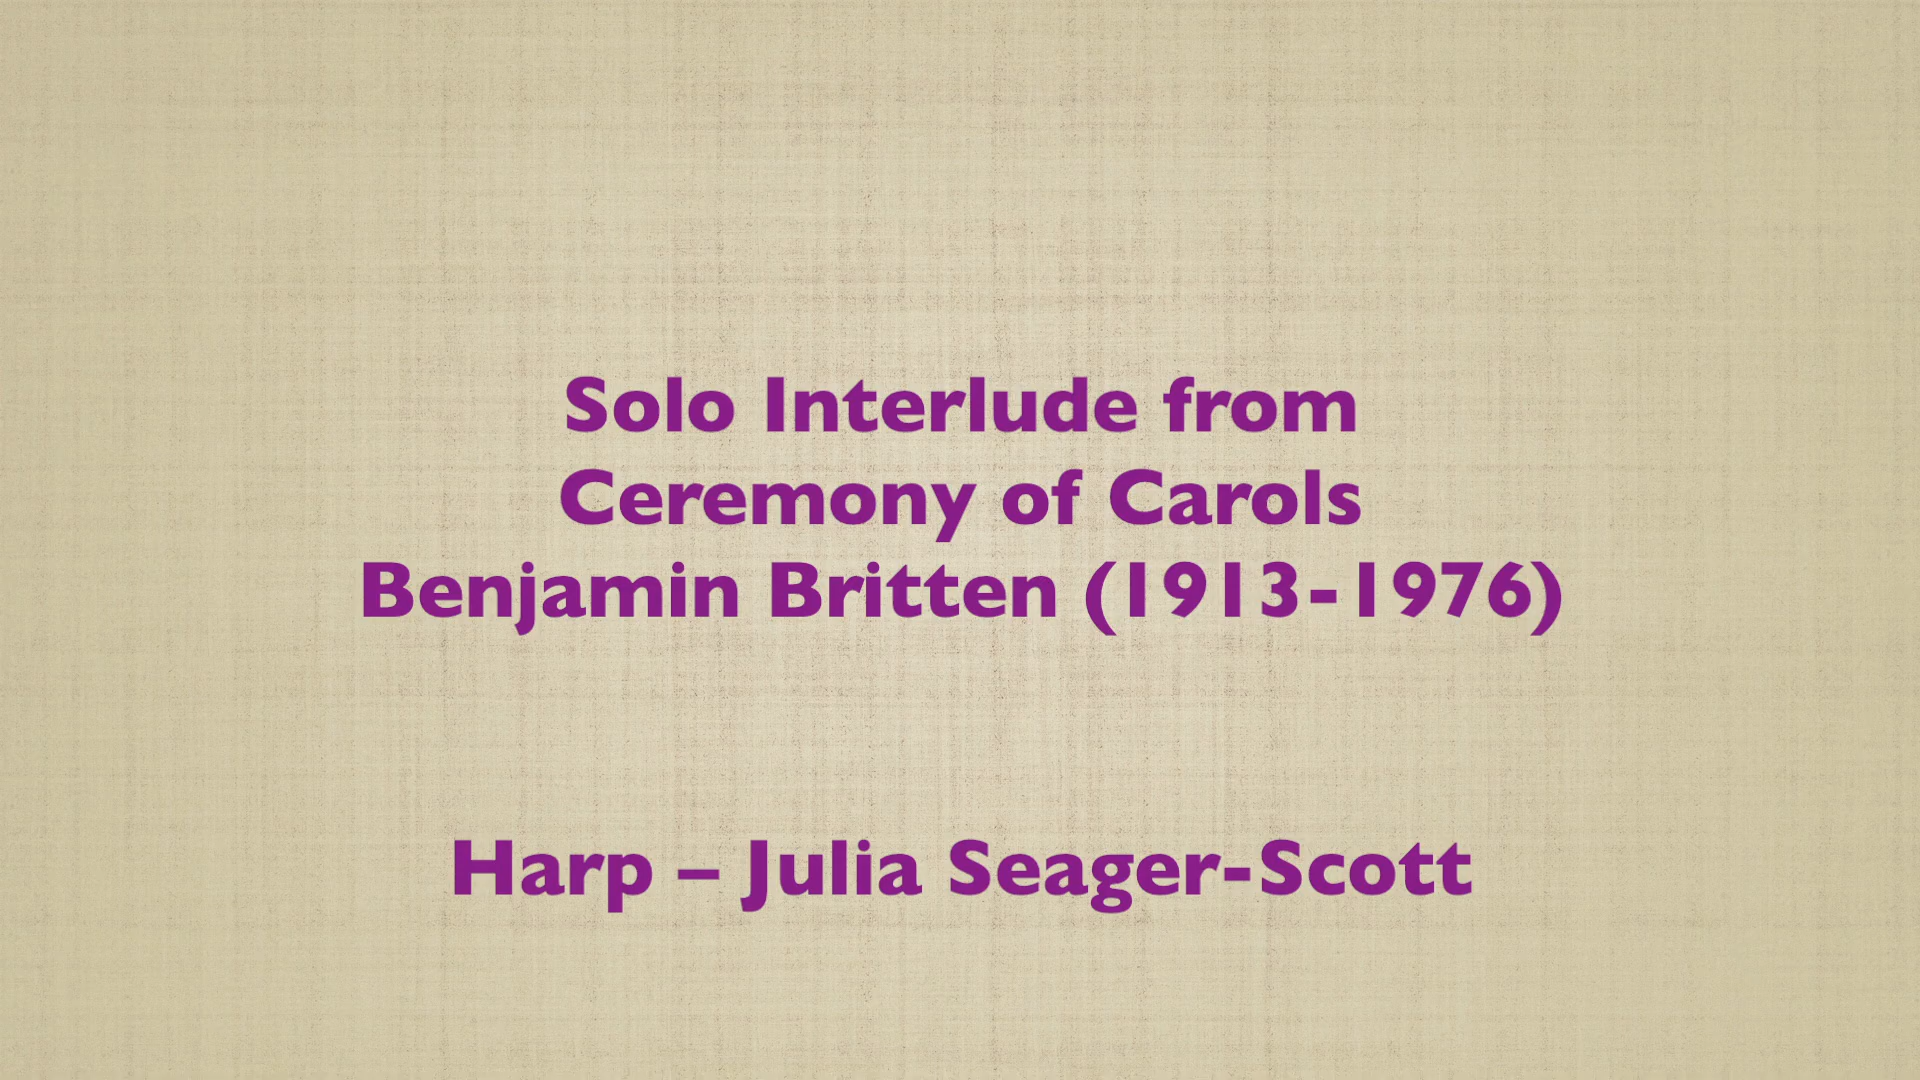 Solo Interlude from
Ceremony of Carols
Benjamin Britten (1913-1976)
Harp – Julia Seager-Scott